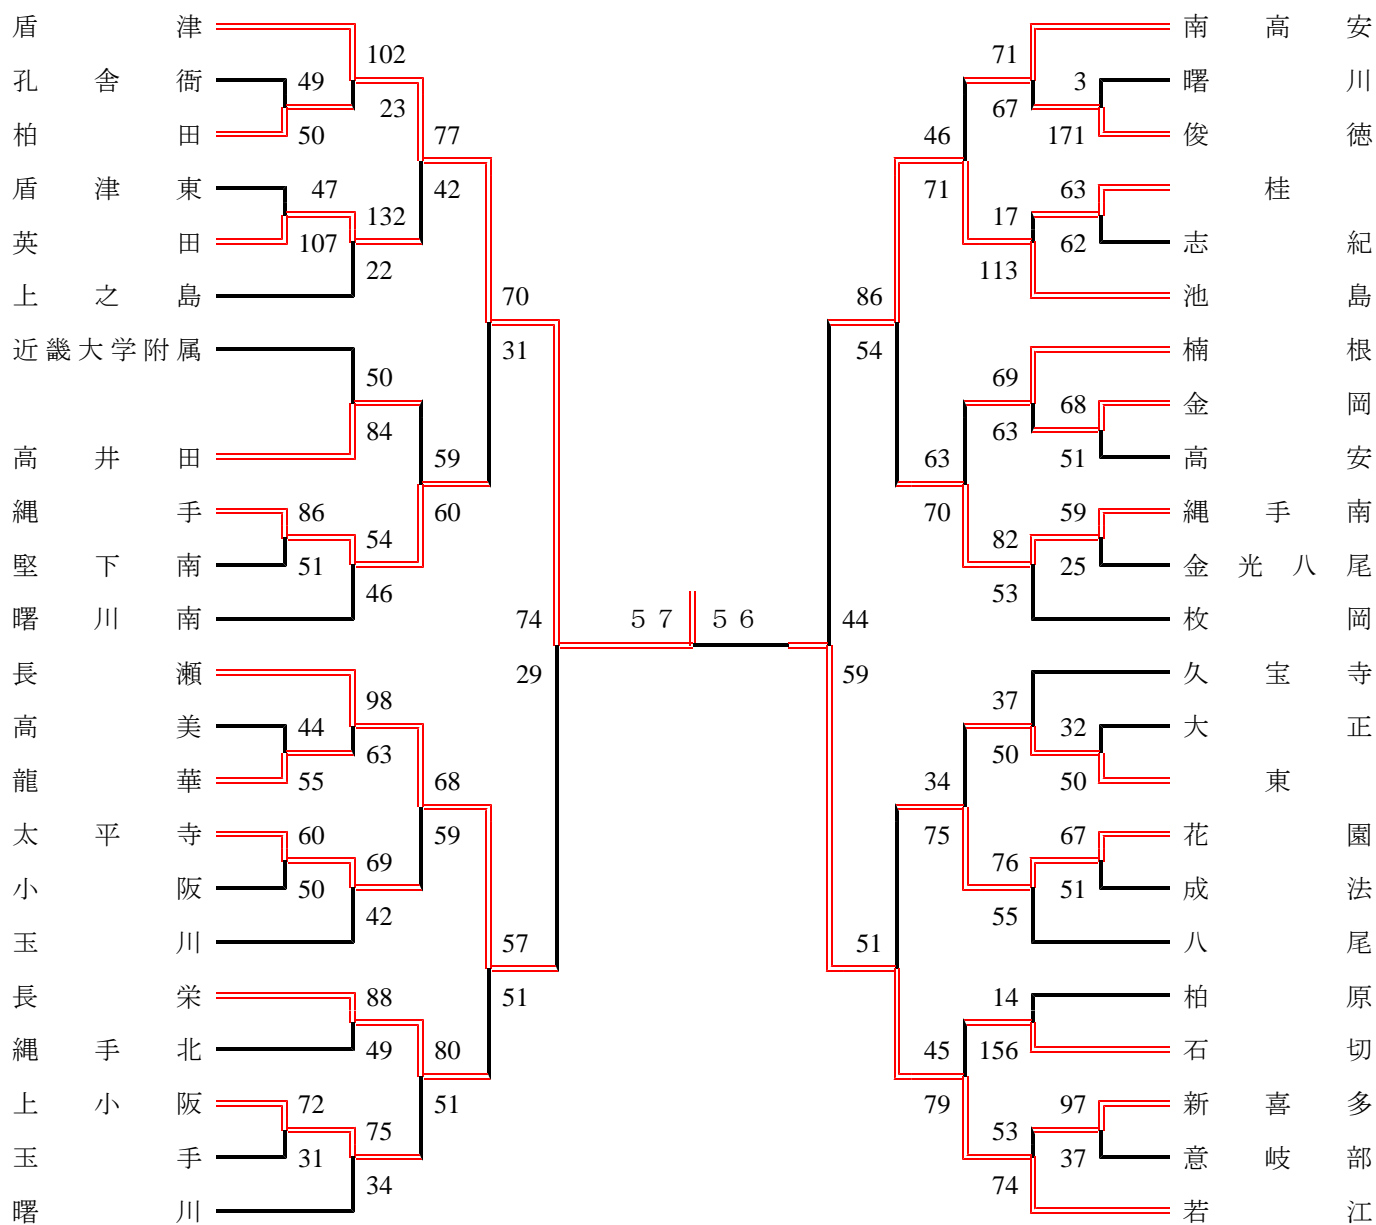 盾津
102
南高安
71
孔舎衙
49
23
3
曙川
67
柏田
50
77
46
171
俊徳
盾津東
47
42
71
63
桂
132
17
英田
107
62
志紀
22
113
上之島
70
86
池島
近畿大学附属
31
54
楠根
50
69
68
金岡
84
63
高井田
59
63
51
高安
縄手
86
60
70
59
縄手南
54
82
堅下南
51
25
金光八尾
46
53
曙川南
74
57
56
44
枚岡
長瀬
29
59
久宝寺
98
37
高美
44
32
大正
63
50
龍華
55
68
34
50
東
太平寺
60
59
75
67
花園
69
76
小阪
50
51
成法
42
55
玉川
57
51
八尾
長栄
88
51
14
柏原
縄手北
49
80
45
156
石切
上小阪
72
51
79
97
新喜多
75
53
玉手
31
37
意岐部
34
74
曙川
若江